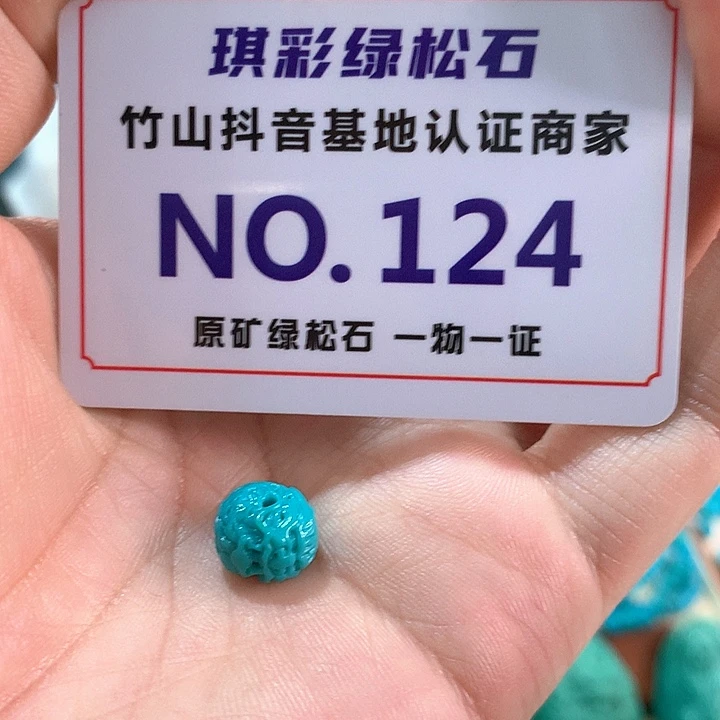 琪彩绿松石
竹山抖音基地认证商家
NO.124
原矿绿松石 一物一证